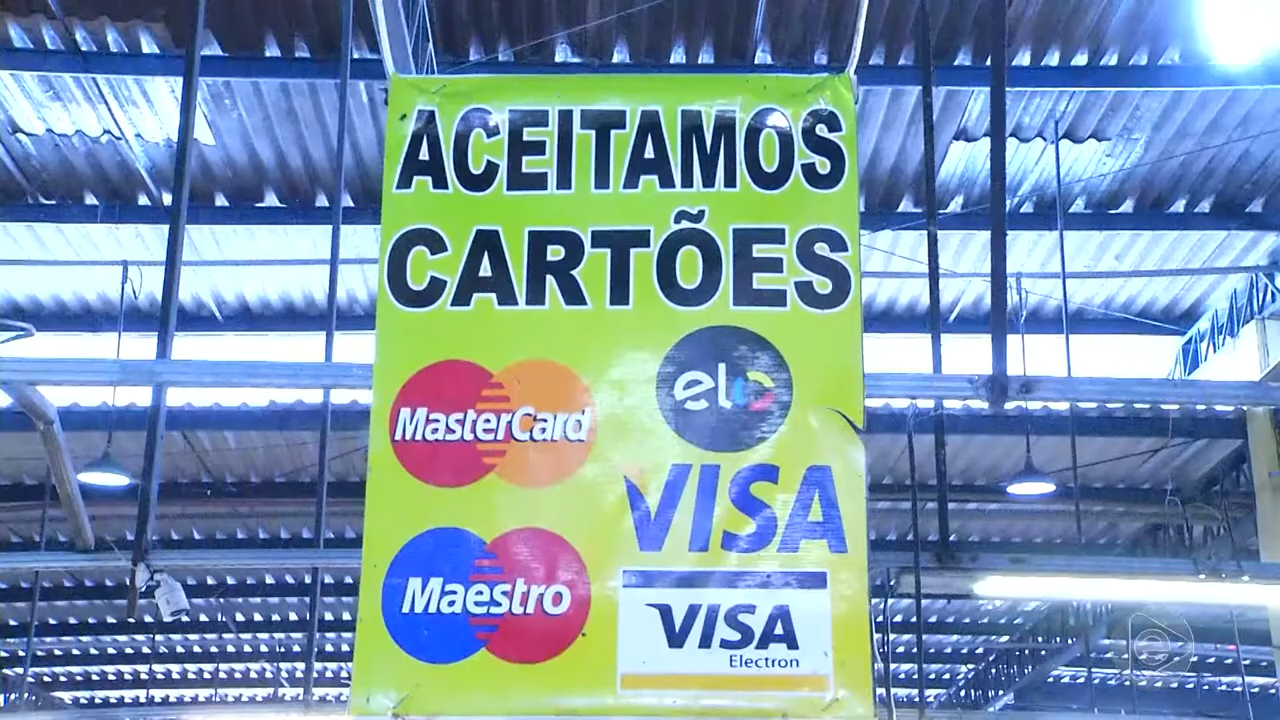 ACEITAMOS
CARTÕES
MasterCard
elo
VISA
Maestro
VISA
Electron